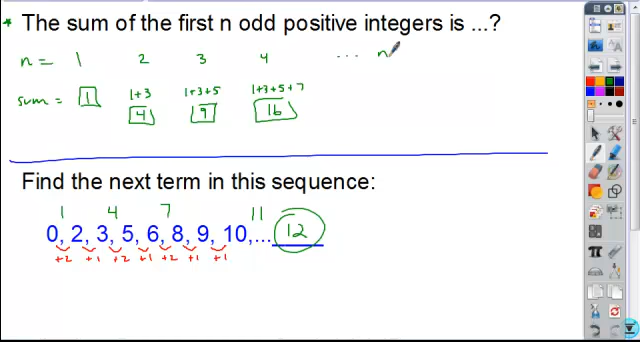 * The sum of the first n odd positive integers is ...?
n = 1 2 3 4 ... n
sum = 1 1+3 1+3+5 1+3+5+7
4 9 16
Find the next term in this sequence:
1 4 7 11
0, 2, 3, 5, 6, 8, 9, 10,... 12
+2 +1 +2 +1 +2 +1 +1